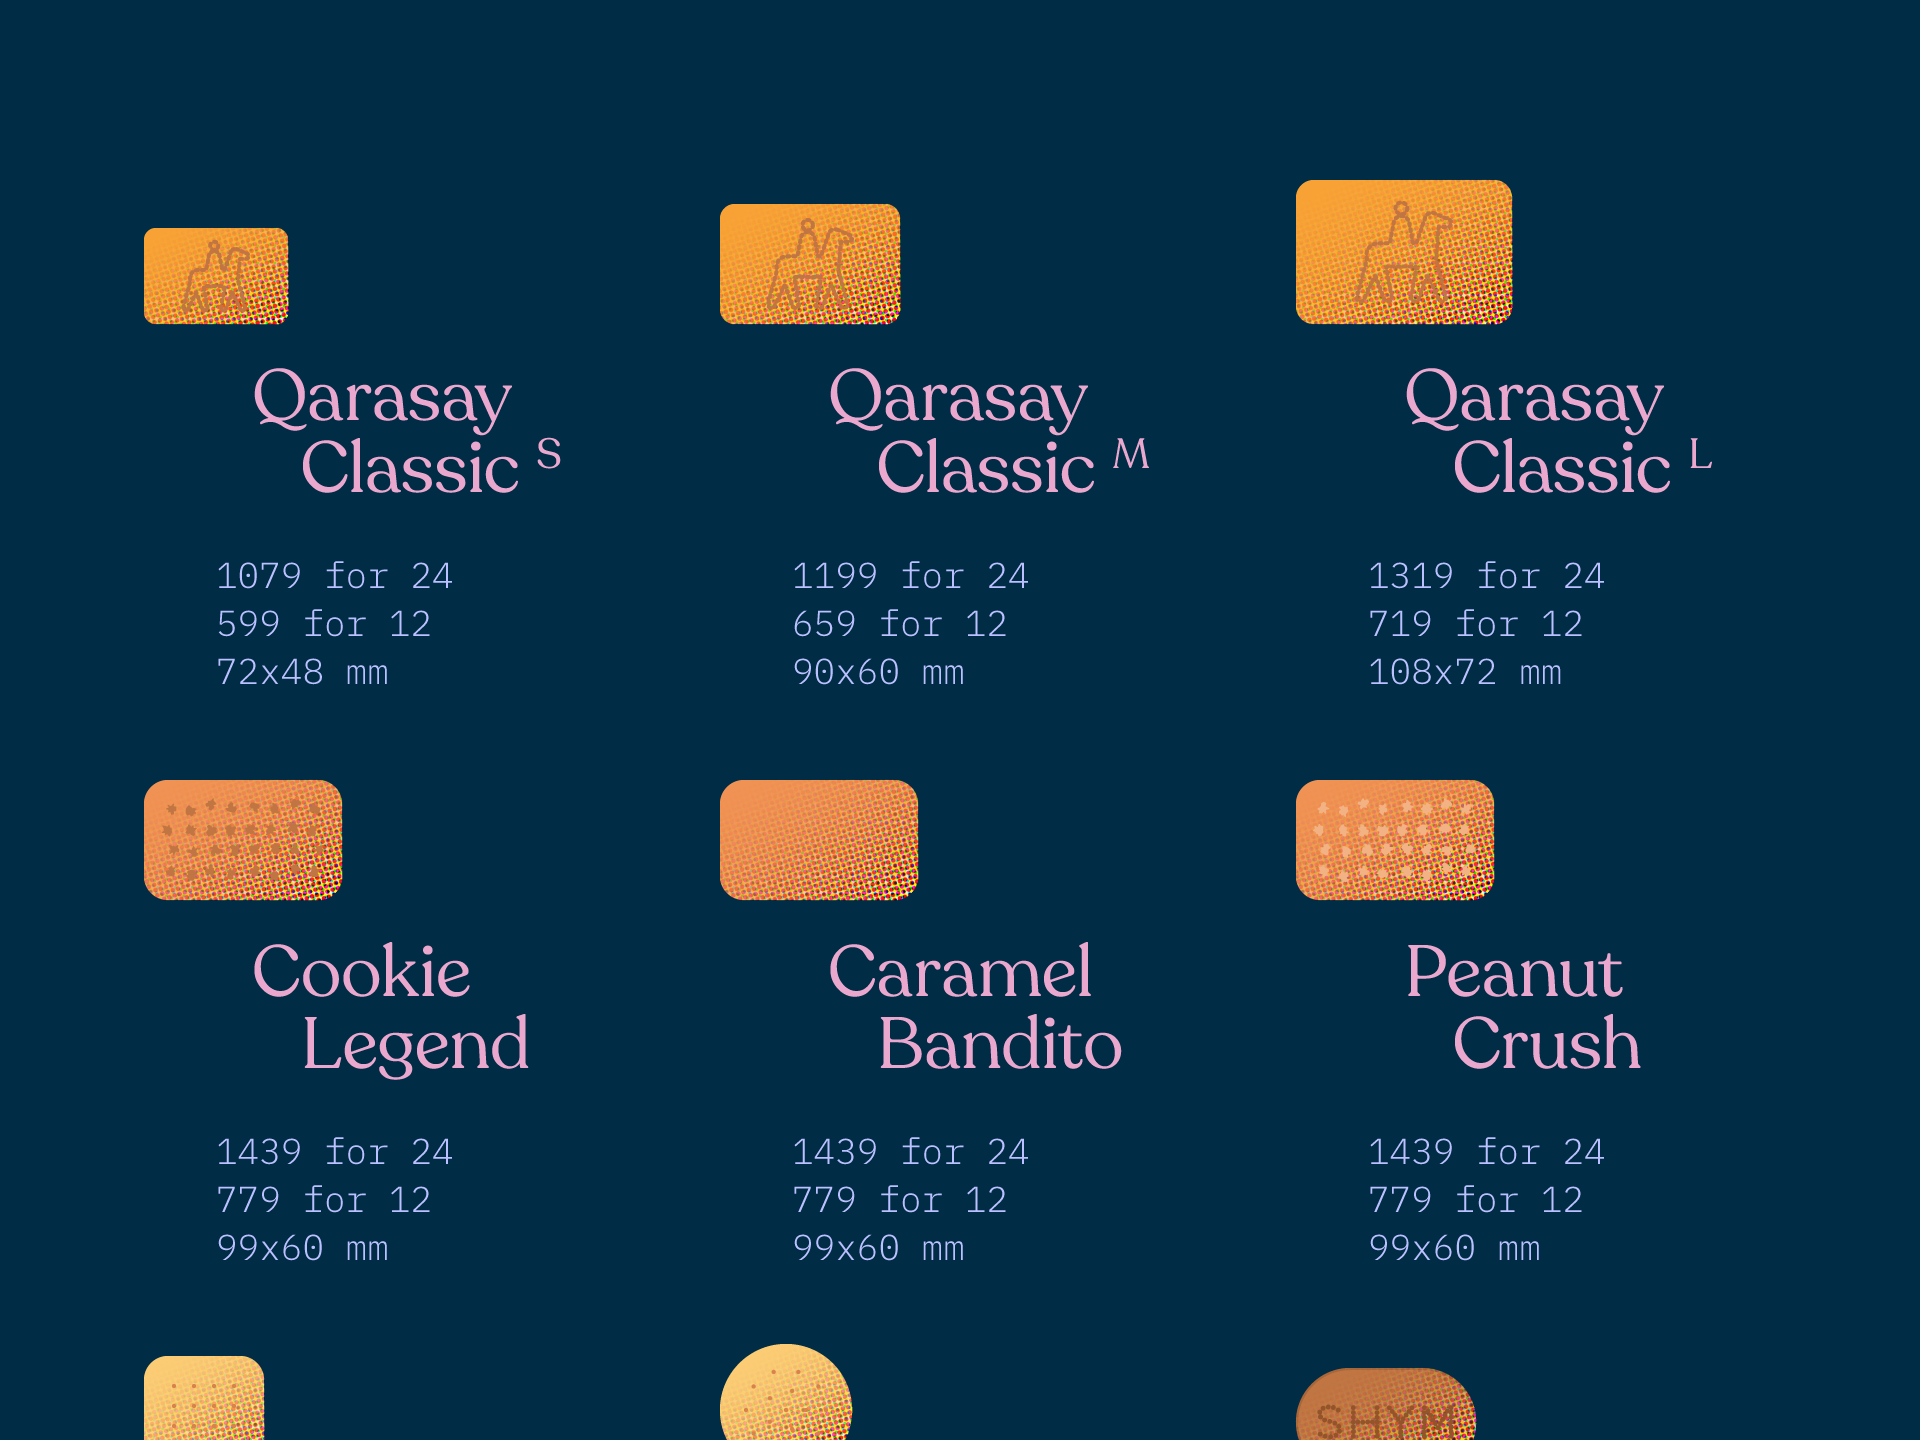 Qarasay
Classic S
1079 for 24
599 for 12
72x48 mm
Qarasay
Classic M
1199 for 24
659 for 12
90x60 mm
Qarasay
Classic L
1319 for 24
719 for 12
108x72 mm
Cookie
Legend
1439 for 24
779 for 12
99x60 mm
Caramel
Bandito
1439 for 24
779 for 12
99x60 mm
Peanut
Crush
1439 for 24
779 for 12
99x60 mm
SHYM